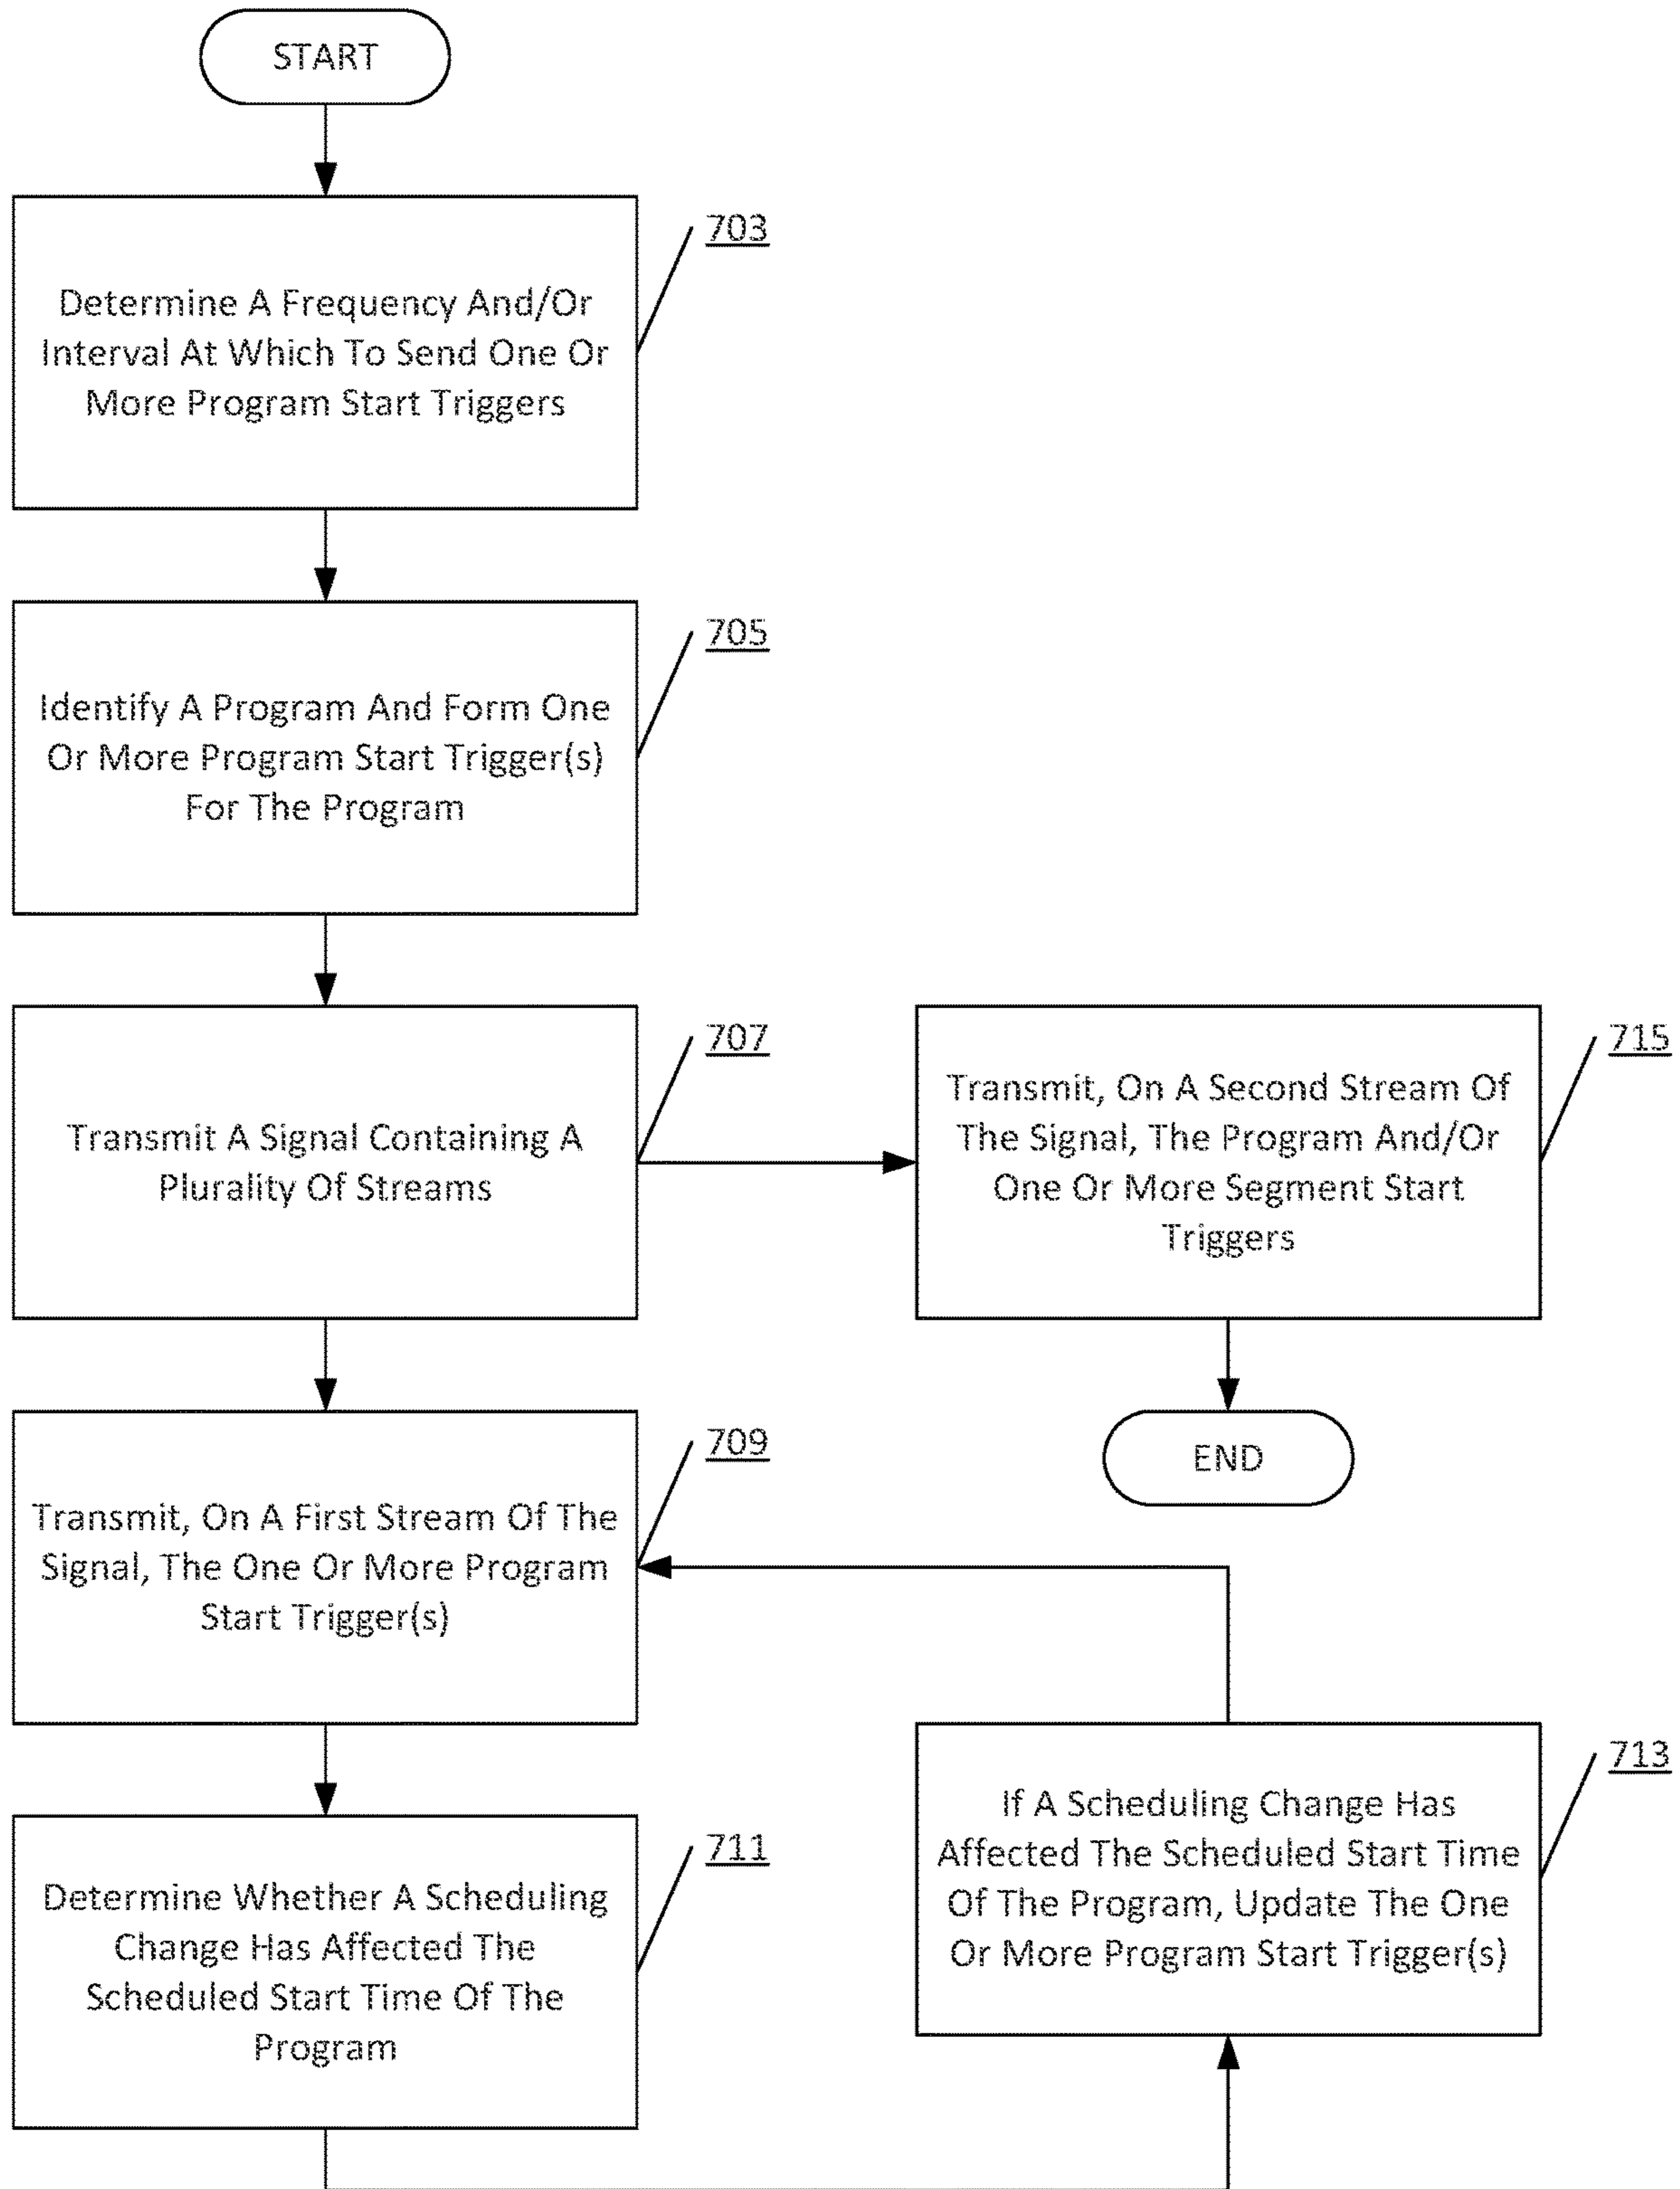 START
703
Determine A Frequency And/Or
Interval At Which To Send One Or
More Program Start Triggers
705
Identify A Program And Form One
Or More Program Start Trigger(s)
For The Program
707
Transmit A Signal Containing A
Plurality Of Streams
715
Transmit, On A Second Stream Of
The Signal, The Program And/Or
One Or More Segment Start
Triggers
END
709
Transmit, On A First Stream Of The
Signal, The One Or More Program
Start Trigger(s)
711
Determine Whether A Scheduling
Change Has Affected The
Scheduled Start Time Of The
Program
713
If A Scheduling Change Has
Affected The Scheduled Start Time
Of The Program, Update The One
Or More Program Start Trigger(s)